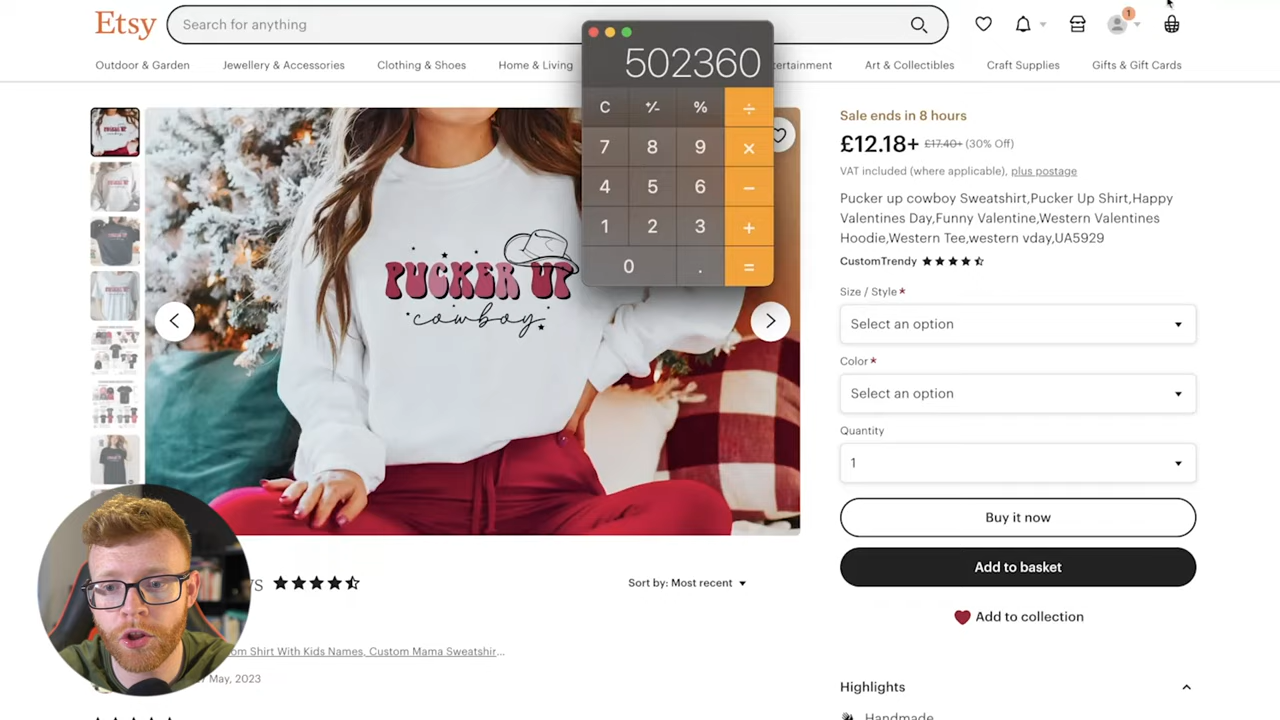 Etsy
Search for anything
1
Outdoor & Garden
Jewellery & Accessories
Clothing & Shoes
Home & Living
tertainment
Art & Collectibles
Craft Supplies
Gifts & Gift Cards
502360
C
%
÷
7
8
9
×
4
5
6
−
1
2
3
+
0
.
=
PUCKER UP
cowboy
Sale ends in 8 hours
£12.18+ £17.40+ (30% Off)
VAT included (where applicable), plus postage
Pucker up cowboy Sweatshirt,Pucker Up Shirt,Happy
Valentines Day,Funny Valentine,Western Valentines
Hoodie,Western Tee,western vday,UA5929
CustomTrendy
Size / Style *
Select an option
Color *
Select an option
Quantity
1
Buy it now
Add to basket
Add to collection
Sort by: Most recent
om Shirt With Kids Names, Custom Mama Sweatshir...
May, 2023
Highlights
Handmade